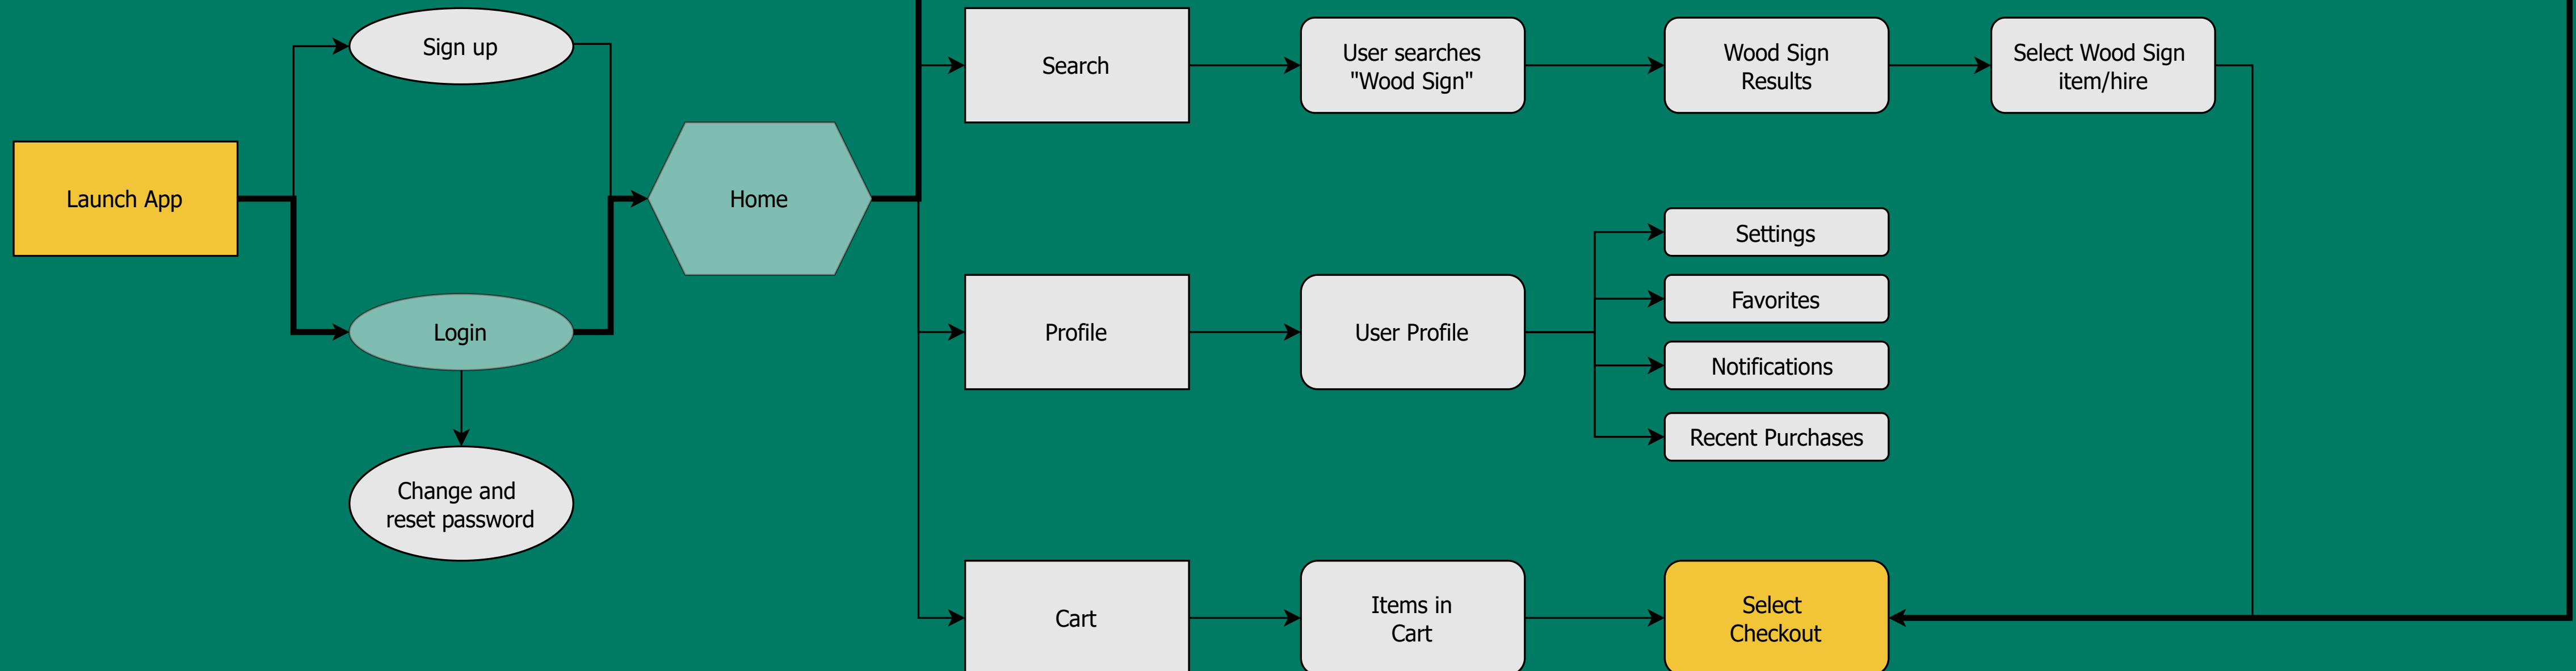 Sign up
Search
User searches
"Wood Sign"
Wood Sign
Results
Select Wood Sign
item/hire
Launch App
Home
Settings
Favorites
Login
Profile
User Profile
Notifications
Recent Purchases
Change and
reset password
Cart
Items in
Cart
Select
Checkout